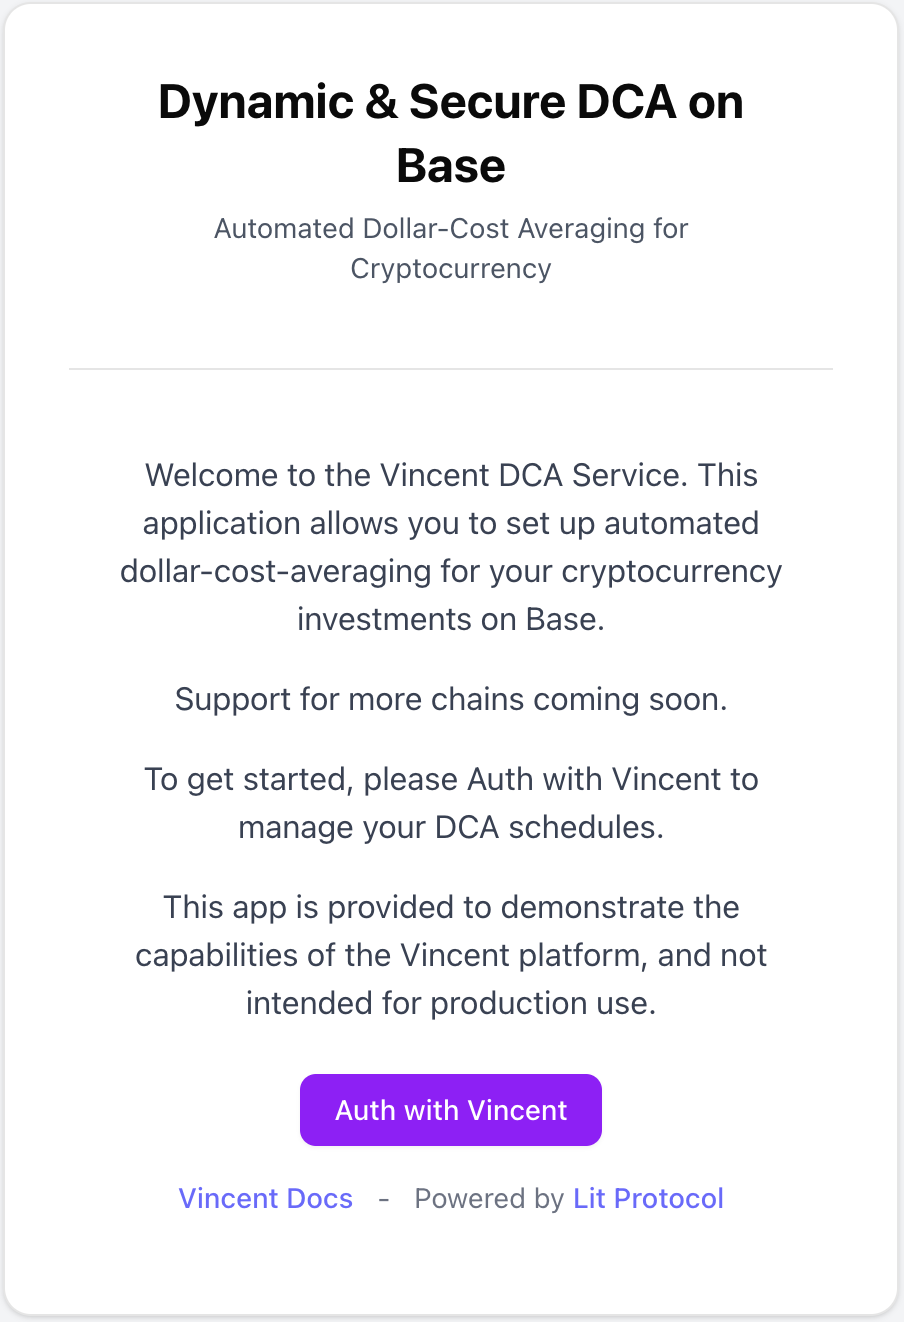 Dynamic & Secure DCA on
Base
Automated Dollar-Cost Averaging for
Cryptocurrency
Welcome to the Vincent DCA Service. This
application allows you to set up automated
dollar-cost-averaging for your cryptocurrency
investments on Base.
Support for more chains coming soon.
To get started, please Auth with Vincent to
manage your DCA schedules.
This app is provided to demonstrate the
capabilities of the Vincent platform, and not
intended for production use.
Auth with Vincent
Vincent Docs - Powered by Lit Protocol